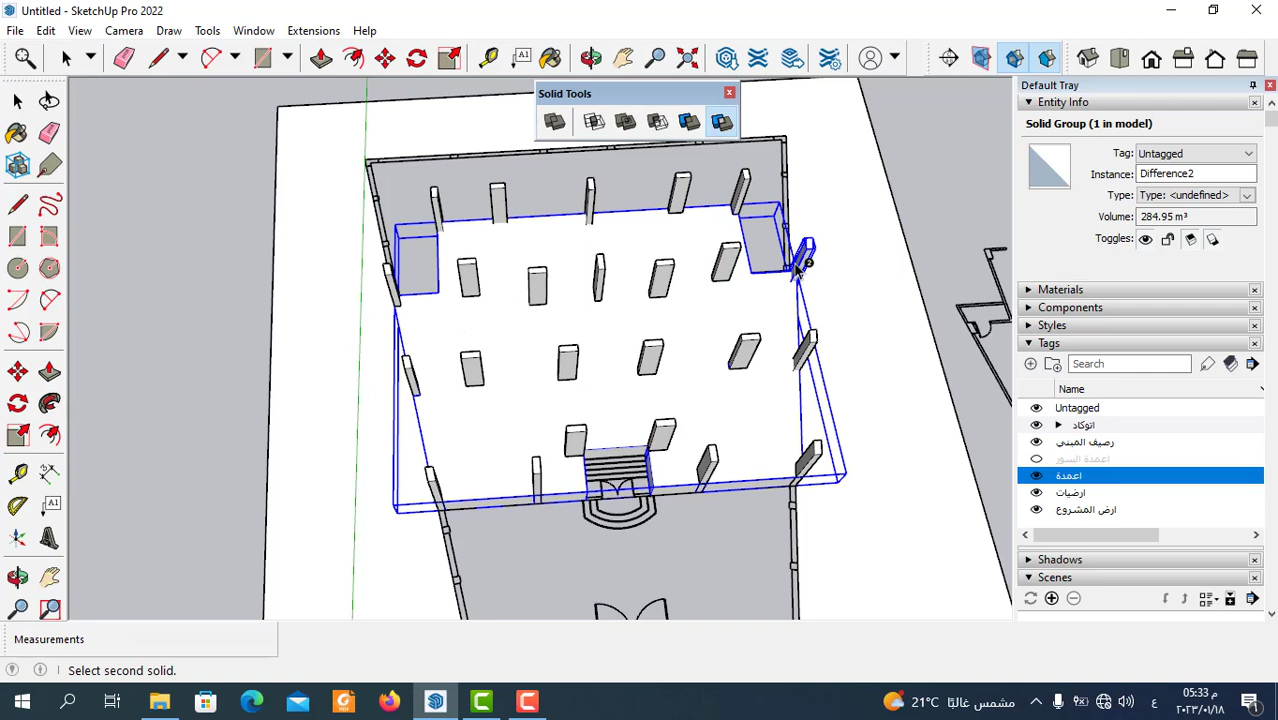 Untitled - SketchUp Pro 2022
File Edit View Camera Draw Tools Window Extensions Help
Solid Tools
Default Tray
Entity Info
Solid Group (1 in model)
Tag: Untagged
Instance: Difference2
Type: Type: <undefined>
Volume: 284.95 m³
Toggles:
Materials
Components
Styles
Tags
Search
Name
Untagged
اتوكاد
رصيف المبنى
اعمدة السور
اعمدة
ارضيات
ارض المشروع
Shadows
Scenes
Measurements
Select second solid.
21°C مشمس غالبًا
ع
05:33 م
٢٠٢٣/٠١/١٨